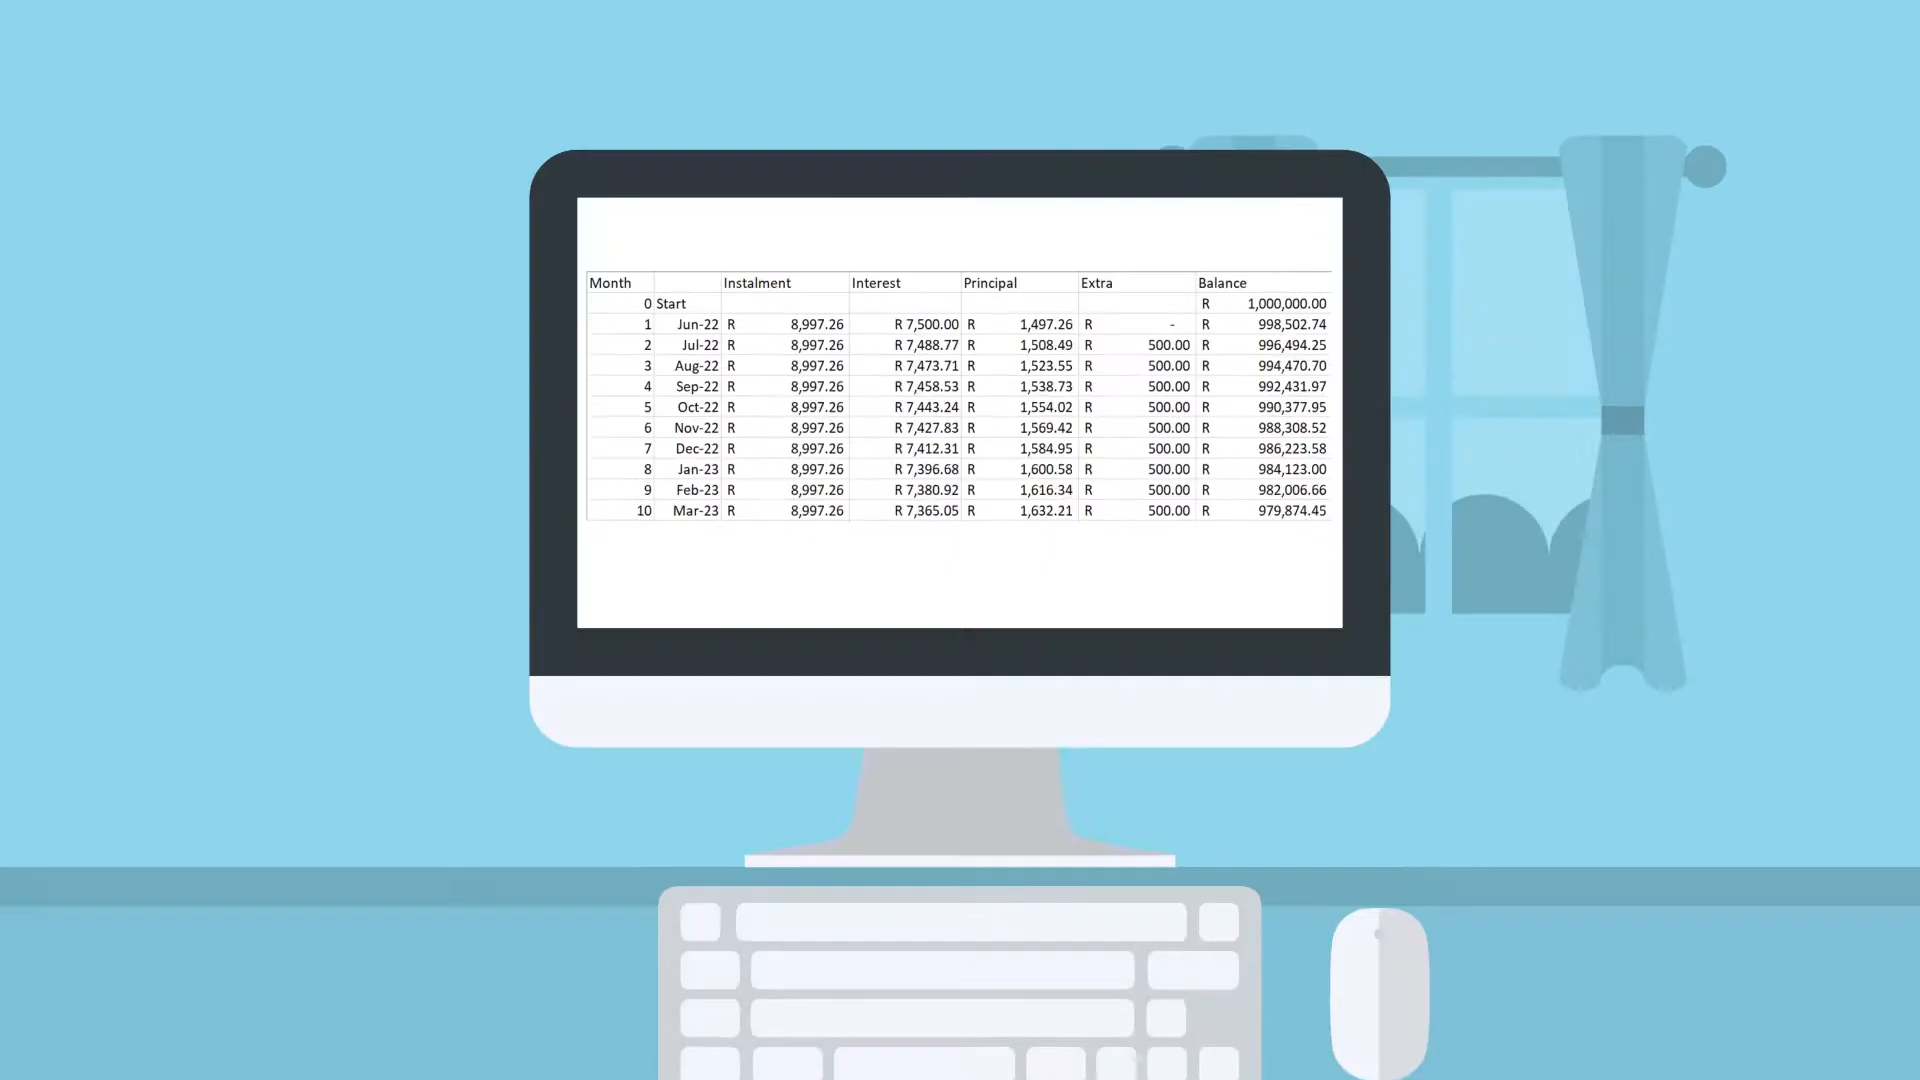 Month Instalment Interest Principal Extra Balance
0 Start R 1,000,000.00
1 Jun-22 R 8,997.26 R 7,500.00 R 1,497.26 R - R 998,502.74
2 Jul-22 R 8,997.26 R 7,488.77 R 1,508.49 R 500.00 R 996,494.25
3 Aug-22 R 8,997.26 R 7,473.71 R 1,523.55 R 500.00 R 994,470.70
4 Sep-22 R 8,997.26 R 7,458.53 R 1,538.73 R 500.00 R 992,431.97
5 Oct-22 R 8,997.26 R 7,443.24 R 1,554.02 R 500.00 R 990,377.95
6 Nov-22 R 8,997.26 R 7,427.83 R 1,569.42 R 500.00 R 988,308.52
7 Dec-22 R 8,997.26 R 7,412.31 R 1,584.95 R 500.00 R 986,223.58
8 Jan-23 R 8,997.26 R 7,396.68 R 1,600.58 R 500.00 R 984,123.00
9 Feb-23 R 8,997.26 R 7,380.92 R 1,616.34 R 500.00 R 982,006.66
10 Mar-23 R 8,997.26 R 7,365.05 R 1,632.21 R 500.00 R 979,874.45